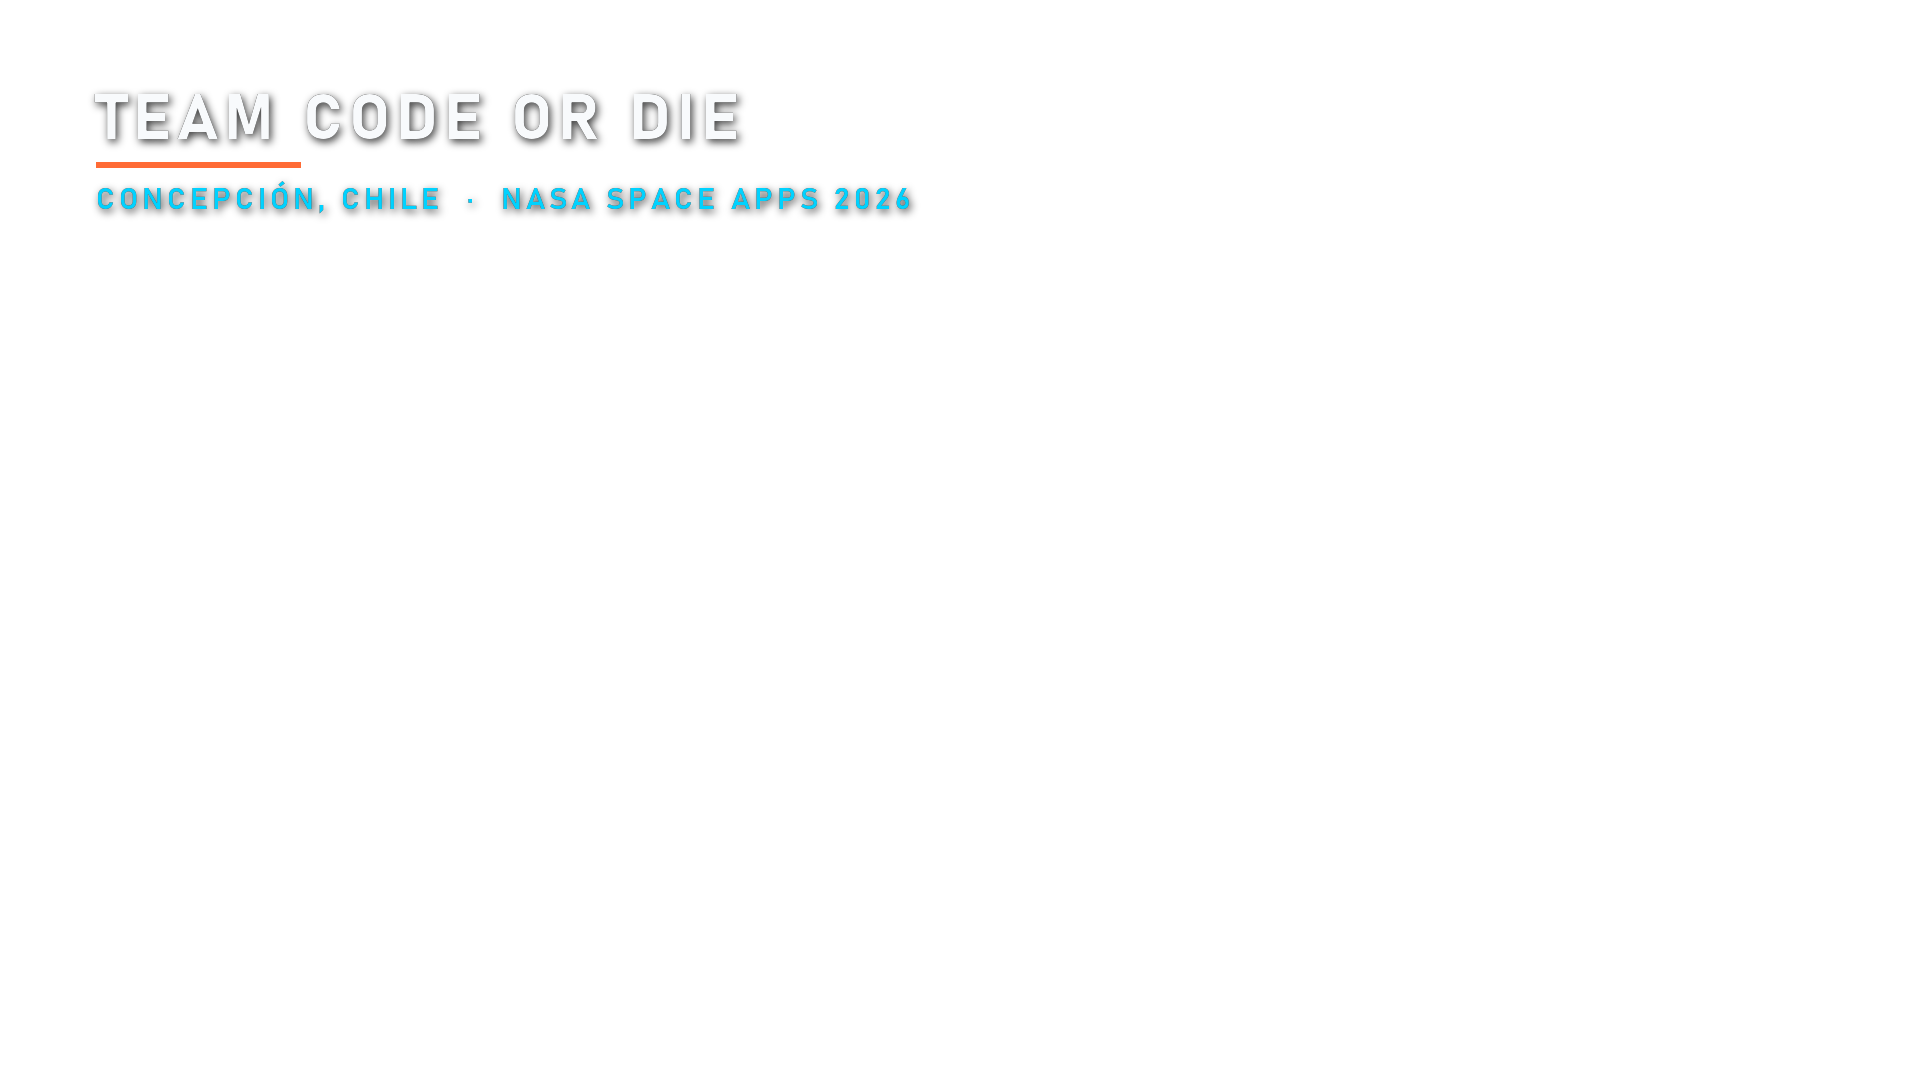 TEAM CODE OR DIE
CONCEPCIÓN, CHILE · NASA SPACE APPS 2026